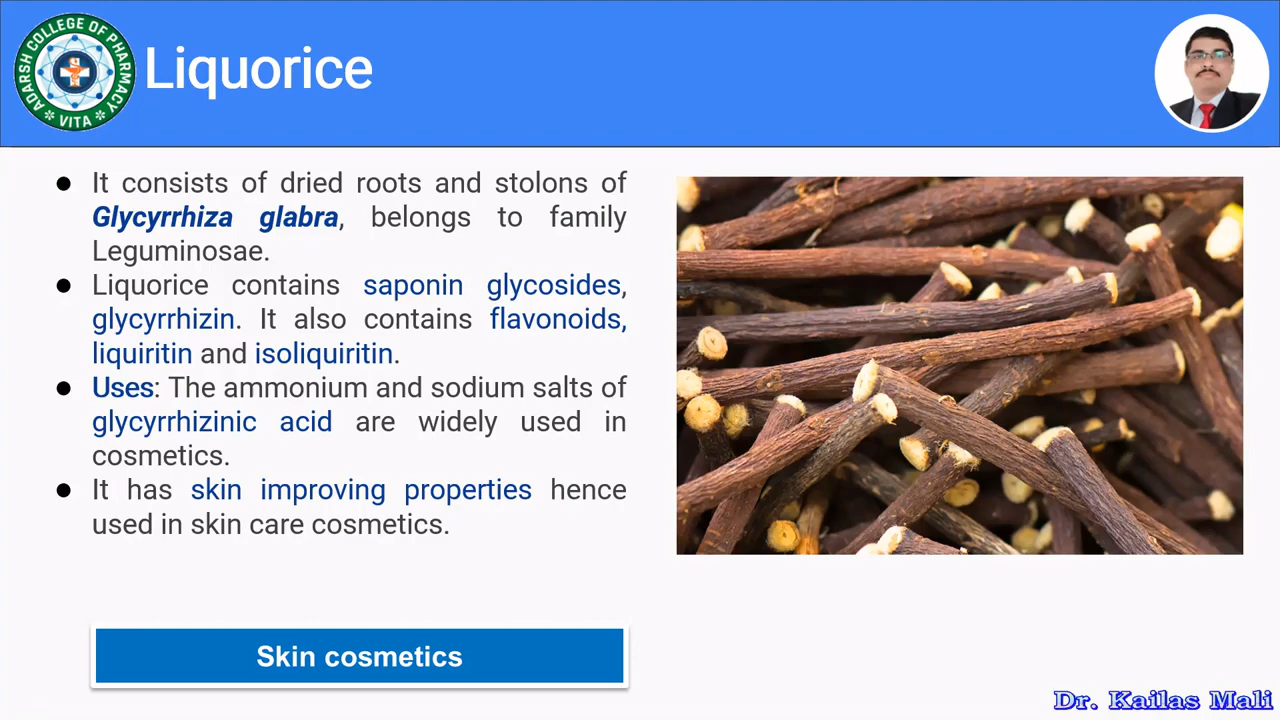 ADARSH COLLEGE OF PHARMACY
VITA
Liquorice
● It consists of dried roots and stolons of
Glycyrrhiza glabra, belongs to family
Leguminosae.
● Liquorice contains saponin glycosides,
glycyrrhizin. It also contains flavonoids,
liquiritin and isoliquiritin.
● Uses: The ammonium and sodium salts of
glycyrrhizinic acid are widely used in
cosmetics.
● It has skin improving properties hence
used in skin care cosmetics.
Skin cosmetics
Dr. Kailas Mali